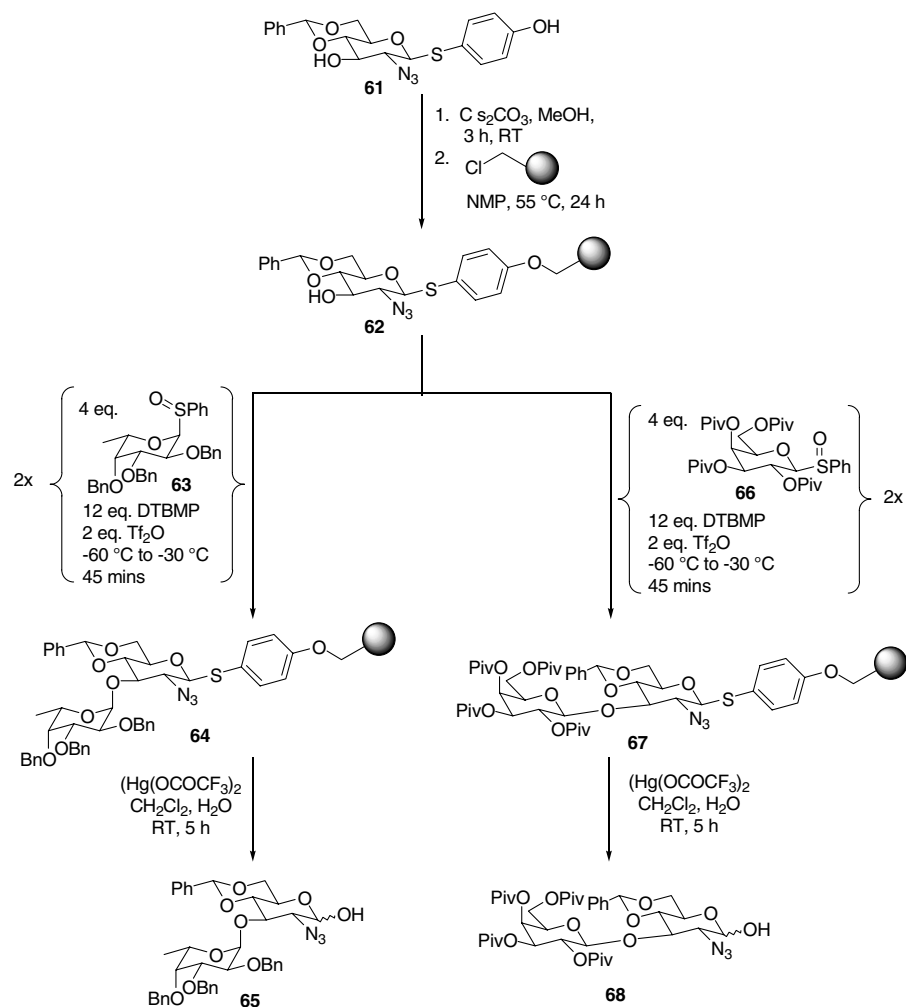 Ph O O O OH
HO S
N3
61
1. C s2CO3, MeOH,
3 h, RT
2.
Cl
NMP, 55 °C, 24 h
Ph O O O O
HO S
N3
62
2x
4 eq.
O
SPh
O
OBn
OBn
BnO
63
12 eq. DTBMP
2 eq. Tf2O
-60 °C to -30 °C
45 mins
4 eq.
PivO OPiv
O O
PivO S Ph
OPiv
66
12 eq. DTBMP
2 eq. Tf2O
-60 °C to -30 °C
45 mins
2x
Ph O O O O
O S
N3
O
OBn
OBn
BnO
64
PivO OPiv Ph O O O O
O S
PivO O N3
OPiv
67
(Hg(OCOCF3)2
CH2Cl2, H2O
RT, 5 h
(Hg(OCOCF3)2
CH2Cl2, H2O
RT, 5 h
Ph O O O
O OH
N3
O
OBn
OBn
BnO
65
PivO OPiv Ph O O O
O OH
PivO O N3
OPiv
68